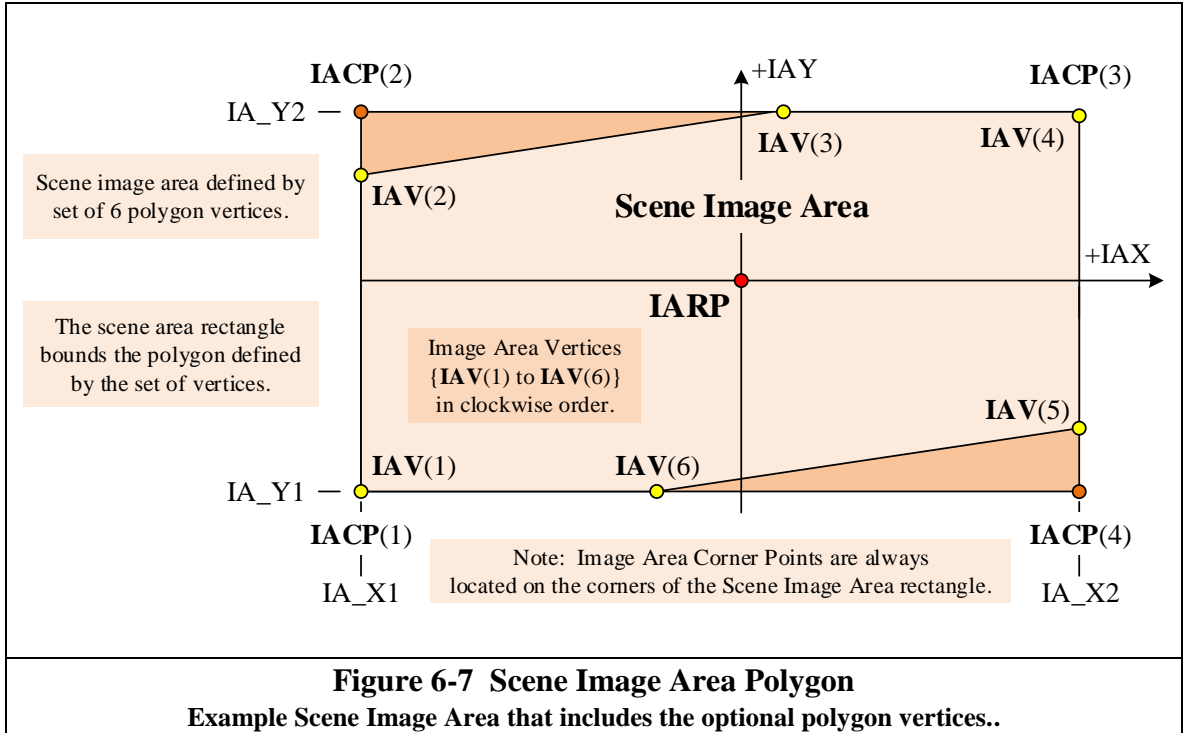 IACP(2)
+IAY
IACP(3)
IA_Y2
IAV(3)
IAV(4)
Scene image area defined by
set of 6 polygon vertices.
IAV(2)
Scene Image Area
+IAX
IARP
The scene area rectangle
bounds the polygon defined
by the set of vertices.
Image Area Vertices
{IAV(1) to IAV(6)}
in clockwise order.
IAV(5)
IAV(1)
IAV(6)
IA_Y1
IACP(1)
IACP(4)
Note: Image Area Corner Points are always
located on the corners of the Scene Image Area rectangle.
IA_X1
IA_X2
Figure 6-7 Scene Image Area Polygon
Example Scene Image Area that includes the optional polygon vertices..